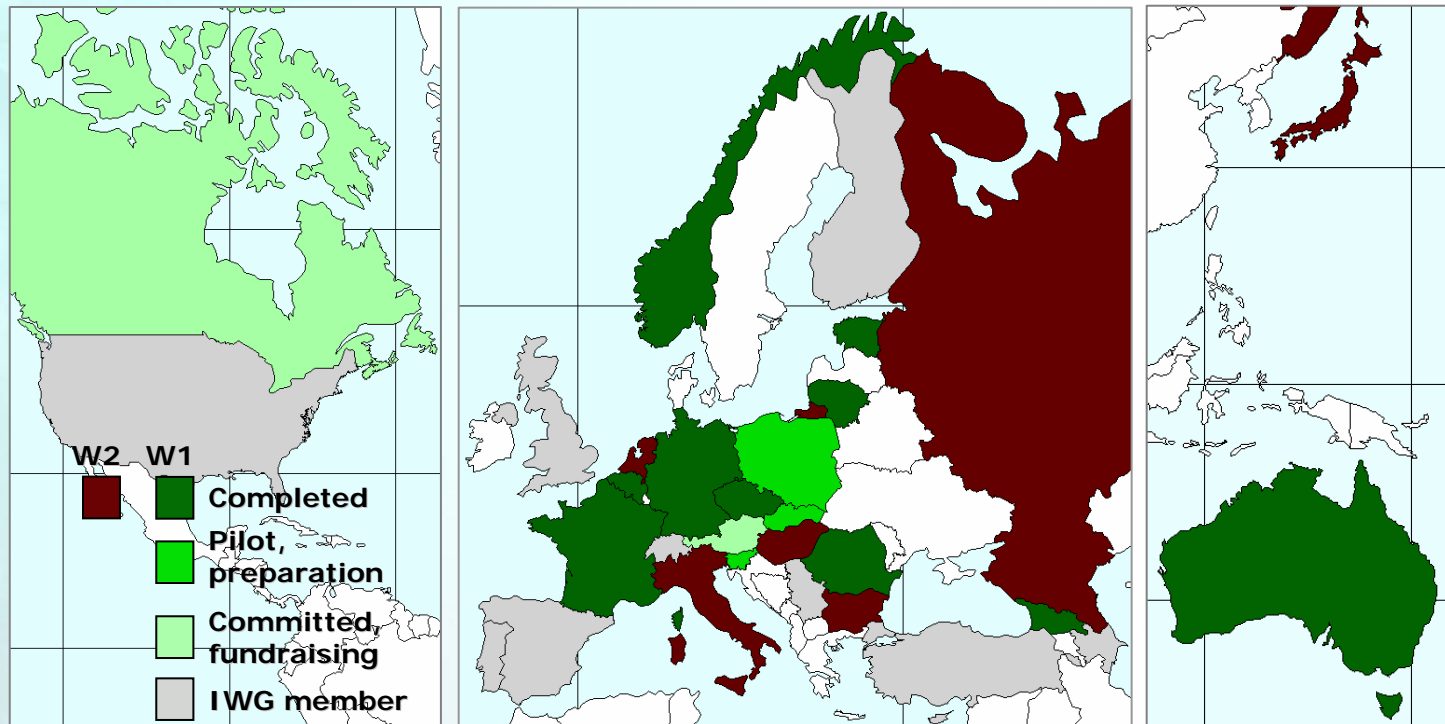 W2 W1
Completed
Pilot,
preparation
Committed,
fundraising
IWG member